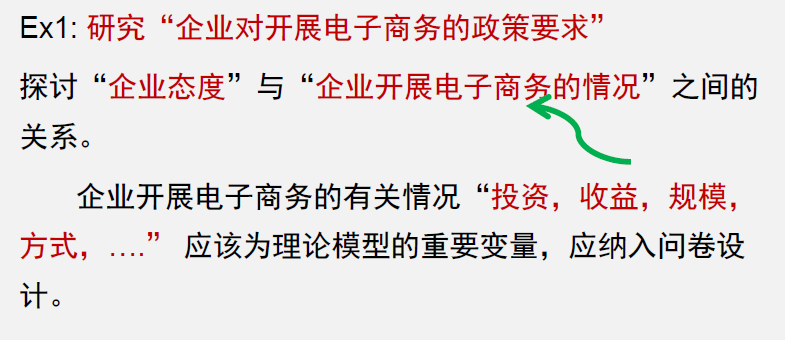 Ex1: 研究“企业对开展电子商务的政策要求”
探讨“企业态度”与“企业开展电子商务的情况”之间的
关系。
企业开展电子商务的有关情况“投资，收益，规模，
方式，….” 应该为理论模型的重要变量，应纳入问卷设
计。